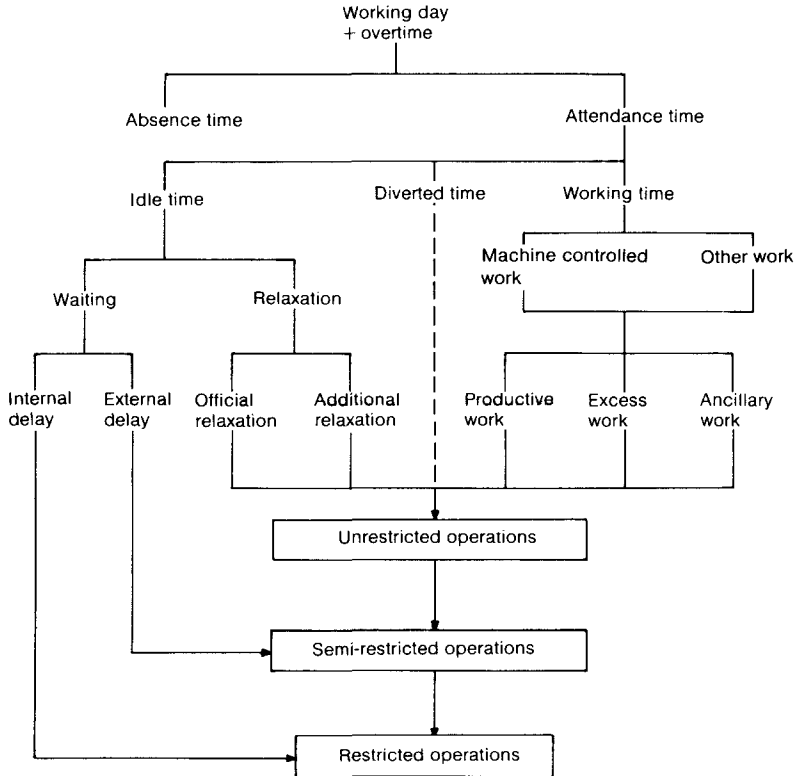 Working day
+ overtime
Absence time
Attendance time
Idle time
Diverted time
Working time
Machine controlled
work
Other work
Waiting
Relaxation
Internal
delay
External
delay
Official
relaxation
Additional
relaxation
Productive
work
Excess
work
Ancillary
work
Unrestricted operations
Semi-restricted operations
Restricted operations